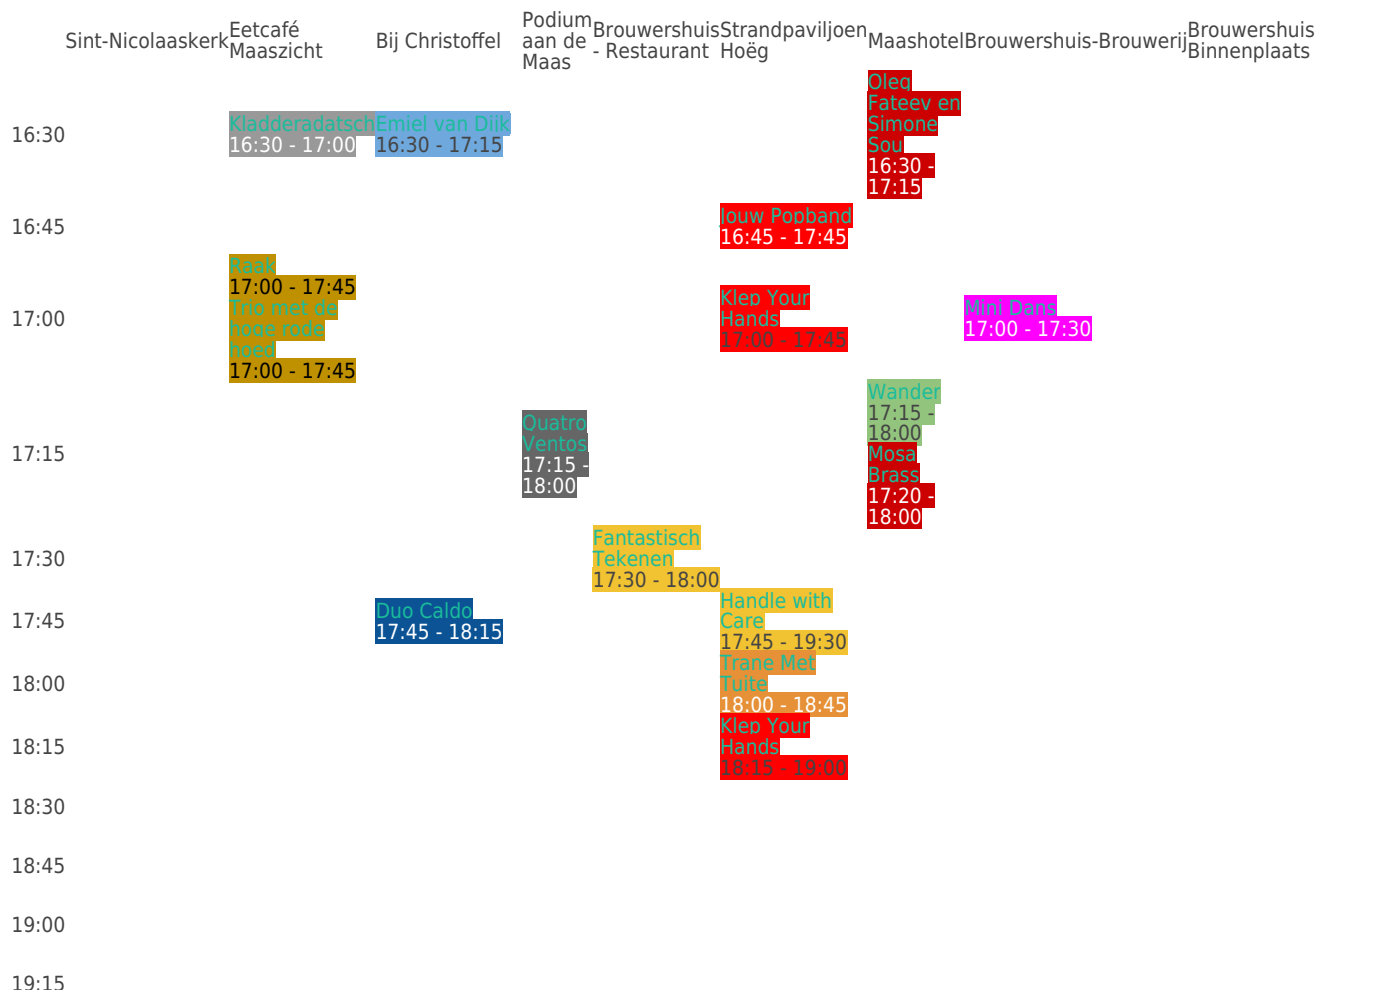 Sint-Nicolaaskerk
Eetcafé
Maaszicht
Bij Christoffel
Podium
aan de
Maas
Brouwershuis
- Restaurant
Strandpaviljoen
Hoëg
Maashotel
Brouwershuis-Brouwerij
Brouwershuis
Binnenplaats
16:30
Kladderadatsch
16:30 - 17:00
Emiel van Dijk
16:30 - 17:15
Oleg
Fateev en
Simone
Sou
16:30 -
17:15
16:45
Jouw Popband
16:45 - 17:45
17:00
Raak
17:00 - 17:45
Trio met de
hoge rode
hoed
17:00 - 17:45
Klep Your
Hands
17:00 - 17:45
Mini Dans
17:00 - 17:30
17:15
Quatro
Ventos
17:15 -
18:00
Wander
17:15 -
18:00
Mosa
Brass
17:20 -
18:00
17:30
Fantastisch
Tekenen
17:30 - 18:00
17:45
Duo Caldo
17:45 - 18:15
Handle with
Care
17:45 - 19:30
18:00
Trane Met
Tuite
18:00 - 18:45
18:15
Klep Your
Hands
18:15 - 19:00
18:30
18:45
19:00
19:15